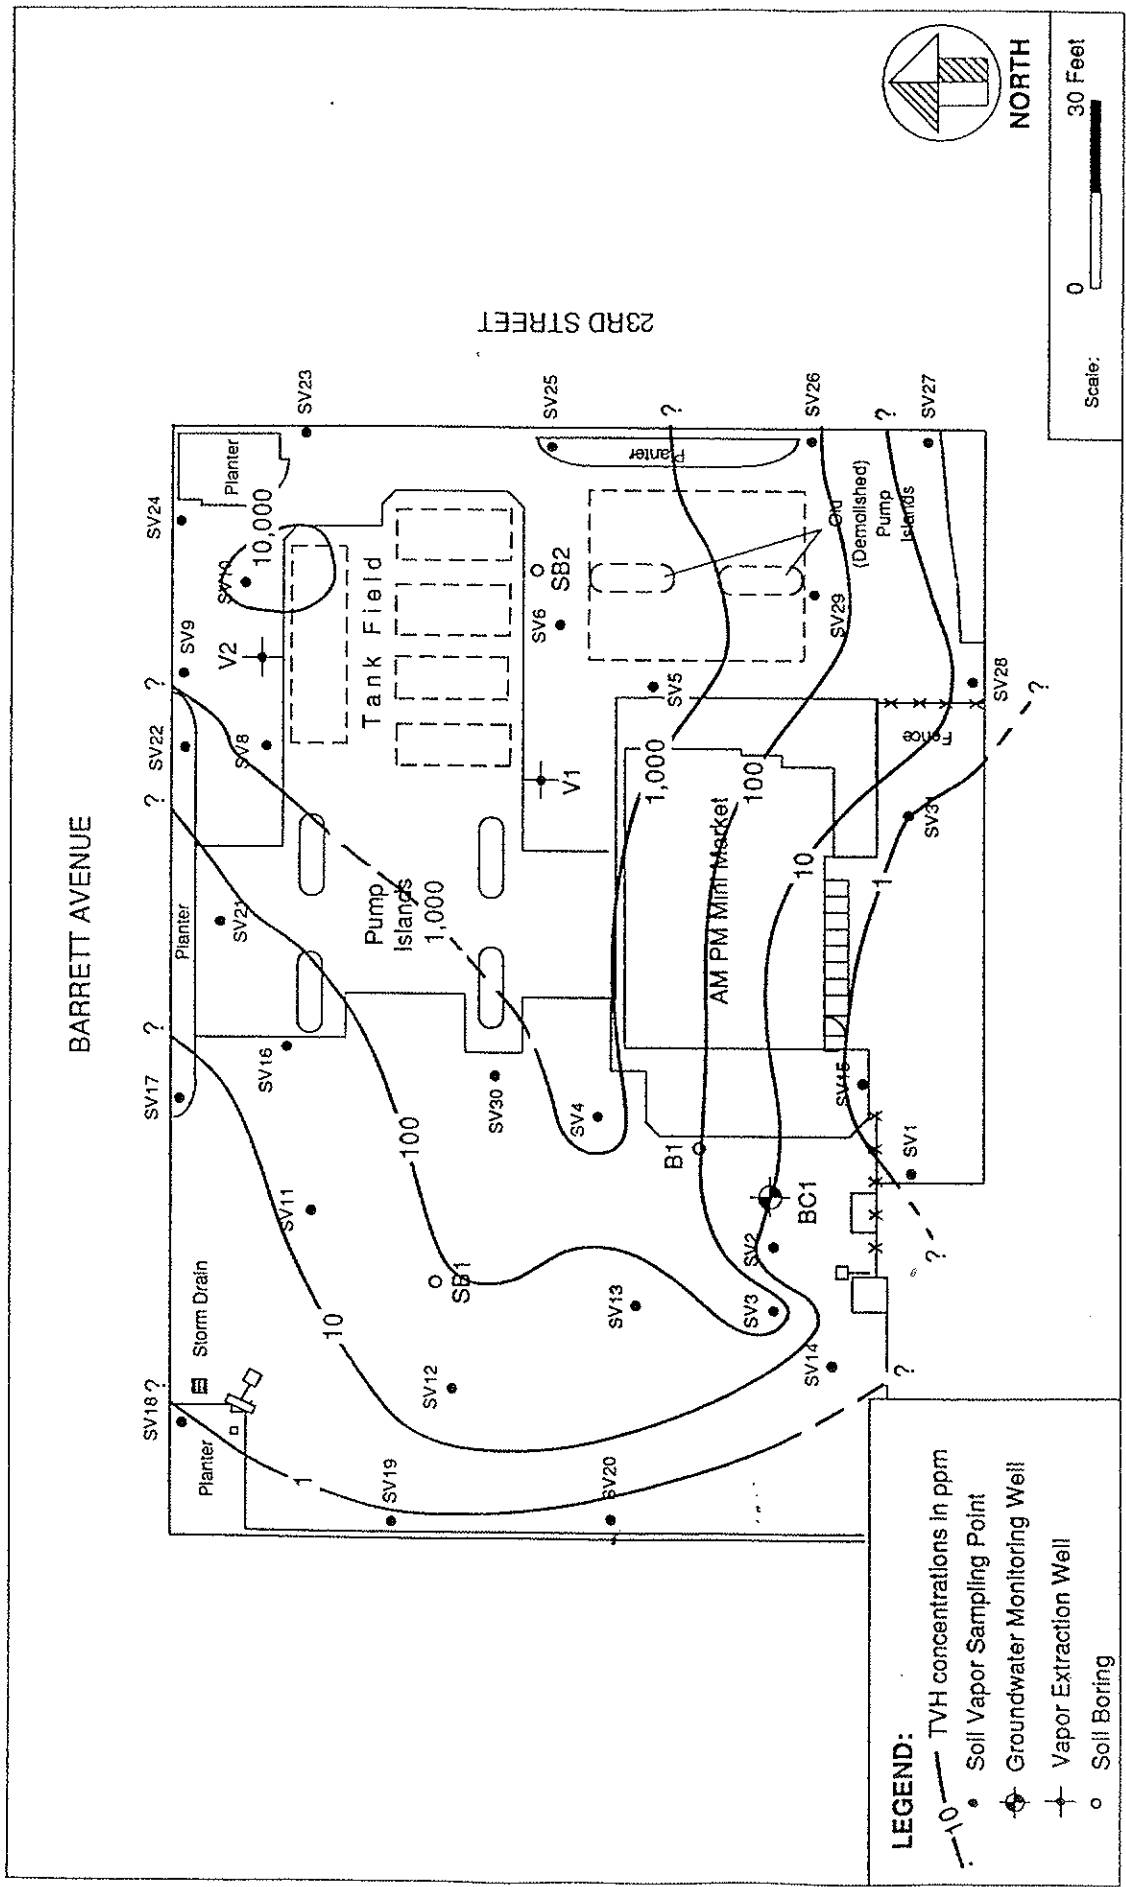 BARRETT AVENUE
23RD STREET
NORTH
Scale:
0
30 Feet
SV18
?
SV17
?
?
SV22
?
SV9
SV24
Planter
Storm Drain
Planter
SV21
SV8
V2
SV10
10,000
Planter
SV23
1
10
SV11
SV16
Tank Field
SV19
SV12
SB1
100
SV30
Pump
Islands
1,000
V1
SV6
SB2
SV25
SV20
SV13
SV4
SV5
Planter
?
SV3
SV2
B1
BC1
AM PM Mini Market
1,000
100
10
SV29
Old
(Demolished)
Pump
Islands
SV26
?
SV27
SV14
SV15
SV1
1
SV31
Fence
SV28
?
?
?
LEGEND:
?—10— TVH concentrations in ppm
Soil Vapor Sampling Point
Groundwater Monitoring Well
Vapor Extraction Well
Soil Boring